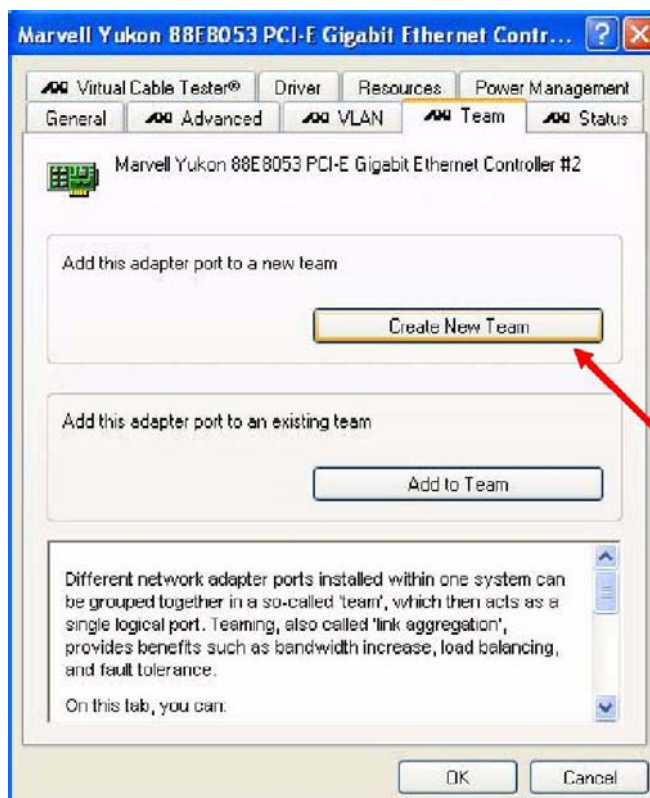 Marvell Yukon 88E8053 PCI-E Gigabit Ethernet Contr...
Virtual Cable Tester® Driver Resources Power Management
General Advanced VLAN Team Status
Marvell Yukon 88E8053 PCI-E Gigabit Ethernet Controller #2
Add this adapter port to a new team
Create New Team
Add this adapter port to an existing team
Add to Team
Different network adapter ports installed within one system can
be grouped together in a so-called 'team', which then acts as a
single logical port. Teaming, also called 'link aggregation',
provides benefits such as bandwidth increase, load balancing,
and fault tolerance.
On this tab, you can:
OK Cancel